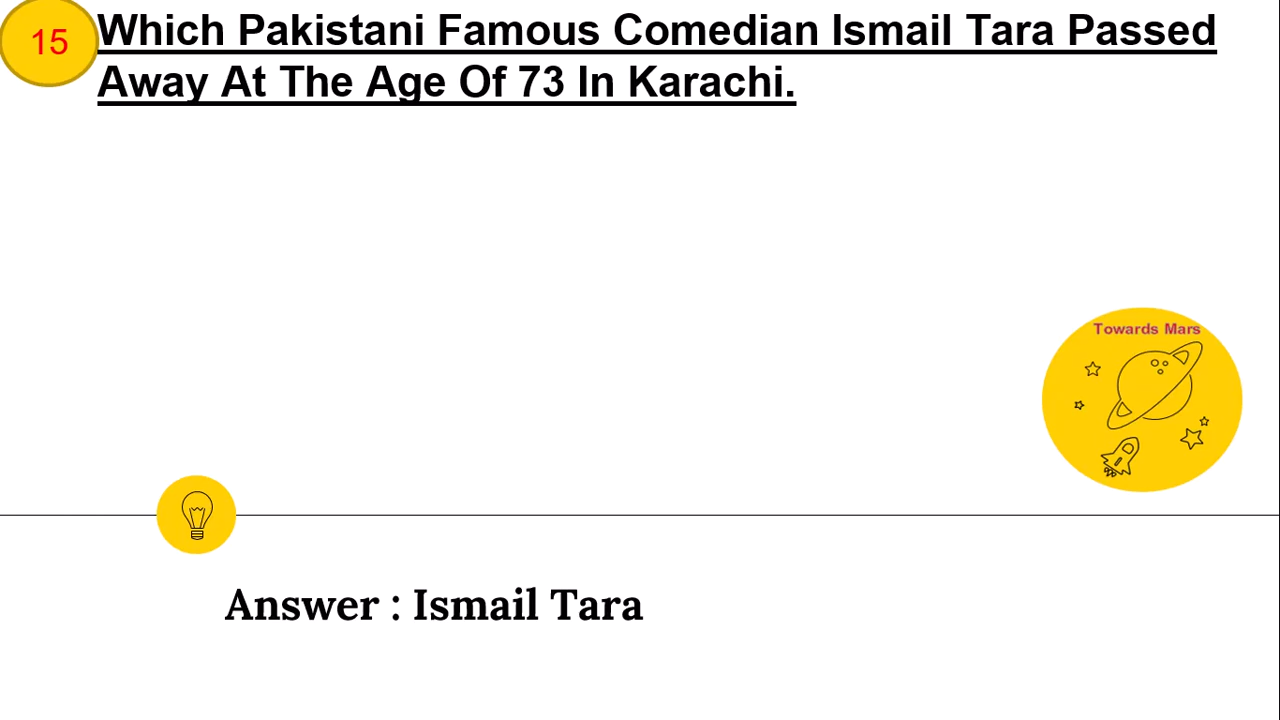 15
Which Pakistani Famous Comedian Ismail Tara Passed
Away At The Age Of 73 In Karachi.
Towards Mars
Answer : Ismail Tara